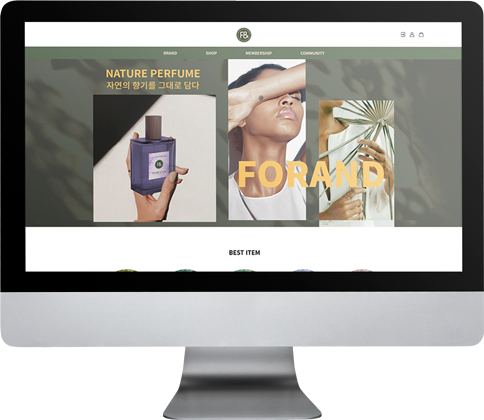 BRAND SHOP MEMBERSHIP COMMUNITY
NATURE PERFUME
자연의 향기를 그대로 담다
FORAND
BEST ITEM